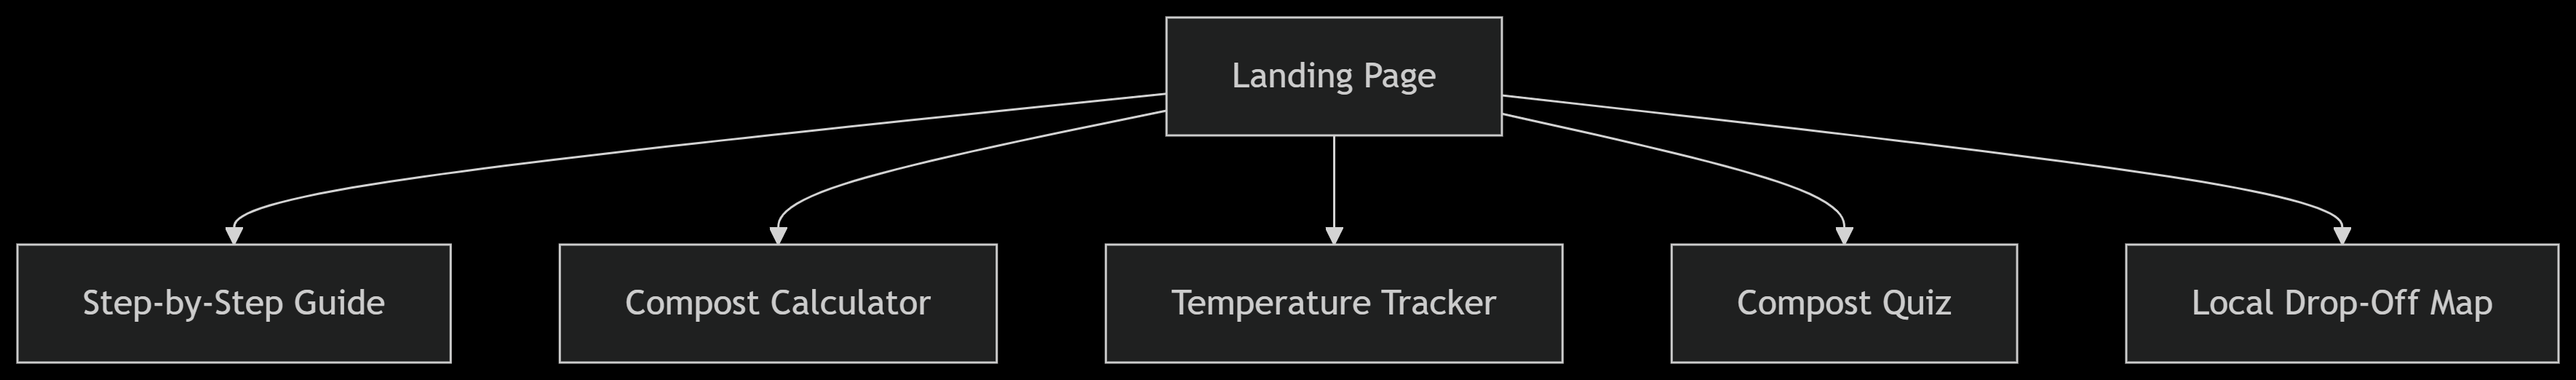 Landing Page
Step-by-Step Guide
Compost Calculator
Temperature Tracker
Compost Quiz
Local Drop-Off Map